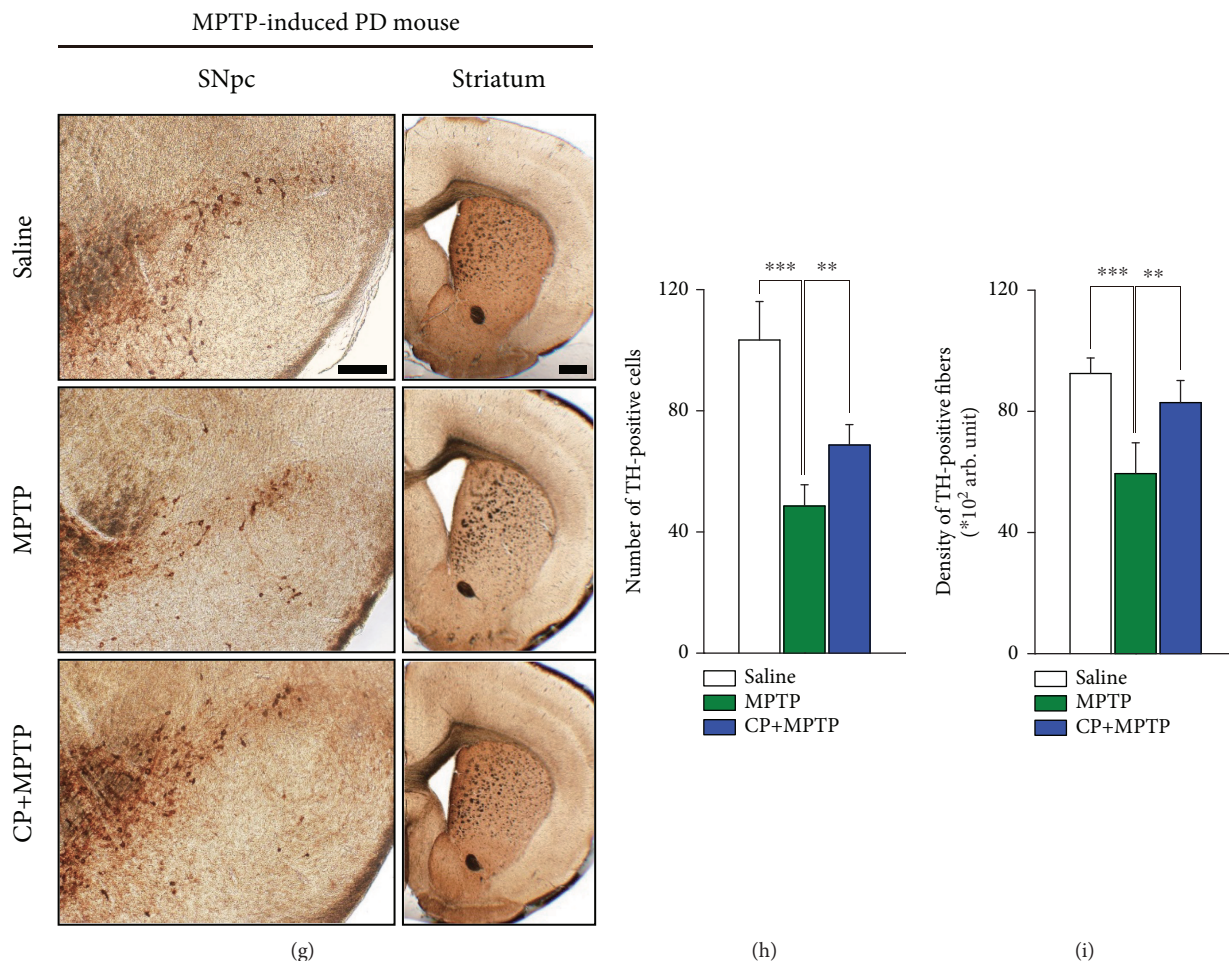 MPTP-induced PD mouse
SNpc
Striatum
Saline
MPTP
CP+MPTP
(g)
Number of TH-positive cells
120
80
40
0
***
**
Saline
MPTP
CP+MPTP
(h)
Density of TH-positive fibers
(*10² arb. unit)
120
80
40
0
***
**
Saline
MPTP
CP+MPTP
(i)